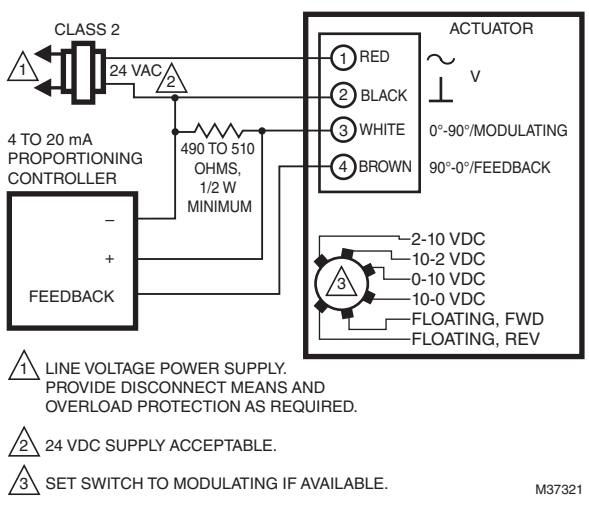 CLASS 2
ACTUATOR
1
24 VAC
2
1 RED
2 BLACK
V
3 WHITE
0°-90°/MODULATING
4 BROWN
90°-0°/FEEDBACK
490 TO 510
OHMS,
1/2 W
MINIMUM
4 TO 20 mA
PROPORTIONING
CONTROLLER
–
+
FEEDBACK
3
2-10 VDC
10-2 VDC
0-10 VDC
10-0 VDC
FLOATING, FWD
FLOATING, REV
1 LINE VOLTAGE POWER SUPPLY.
PROVIDE DISCONNECT MEANS AND
OVERLOAD PROTECTION AS REQUIRED.
2 24 VDC SUPPLY ACCEPTABLE.
3 SET SWITCH TO MODULATING IF AVAILABLE.
M37321